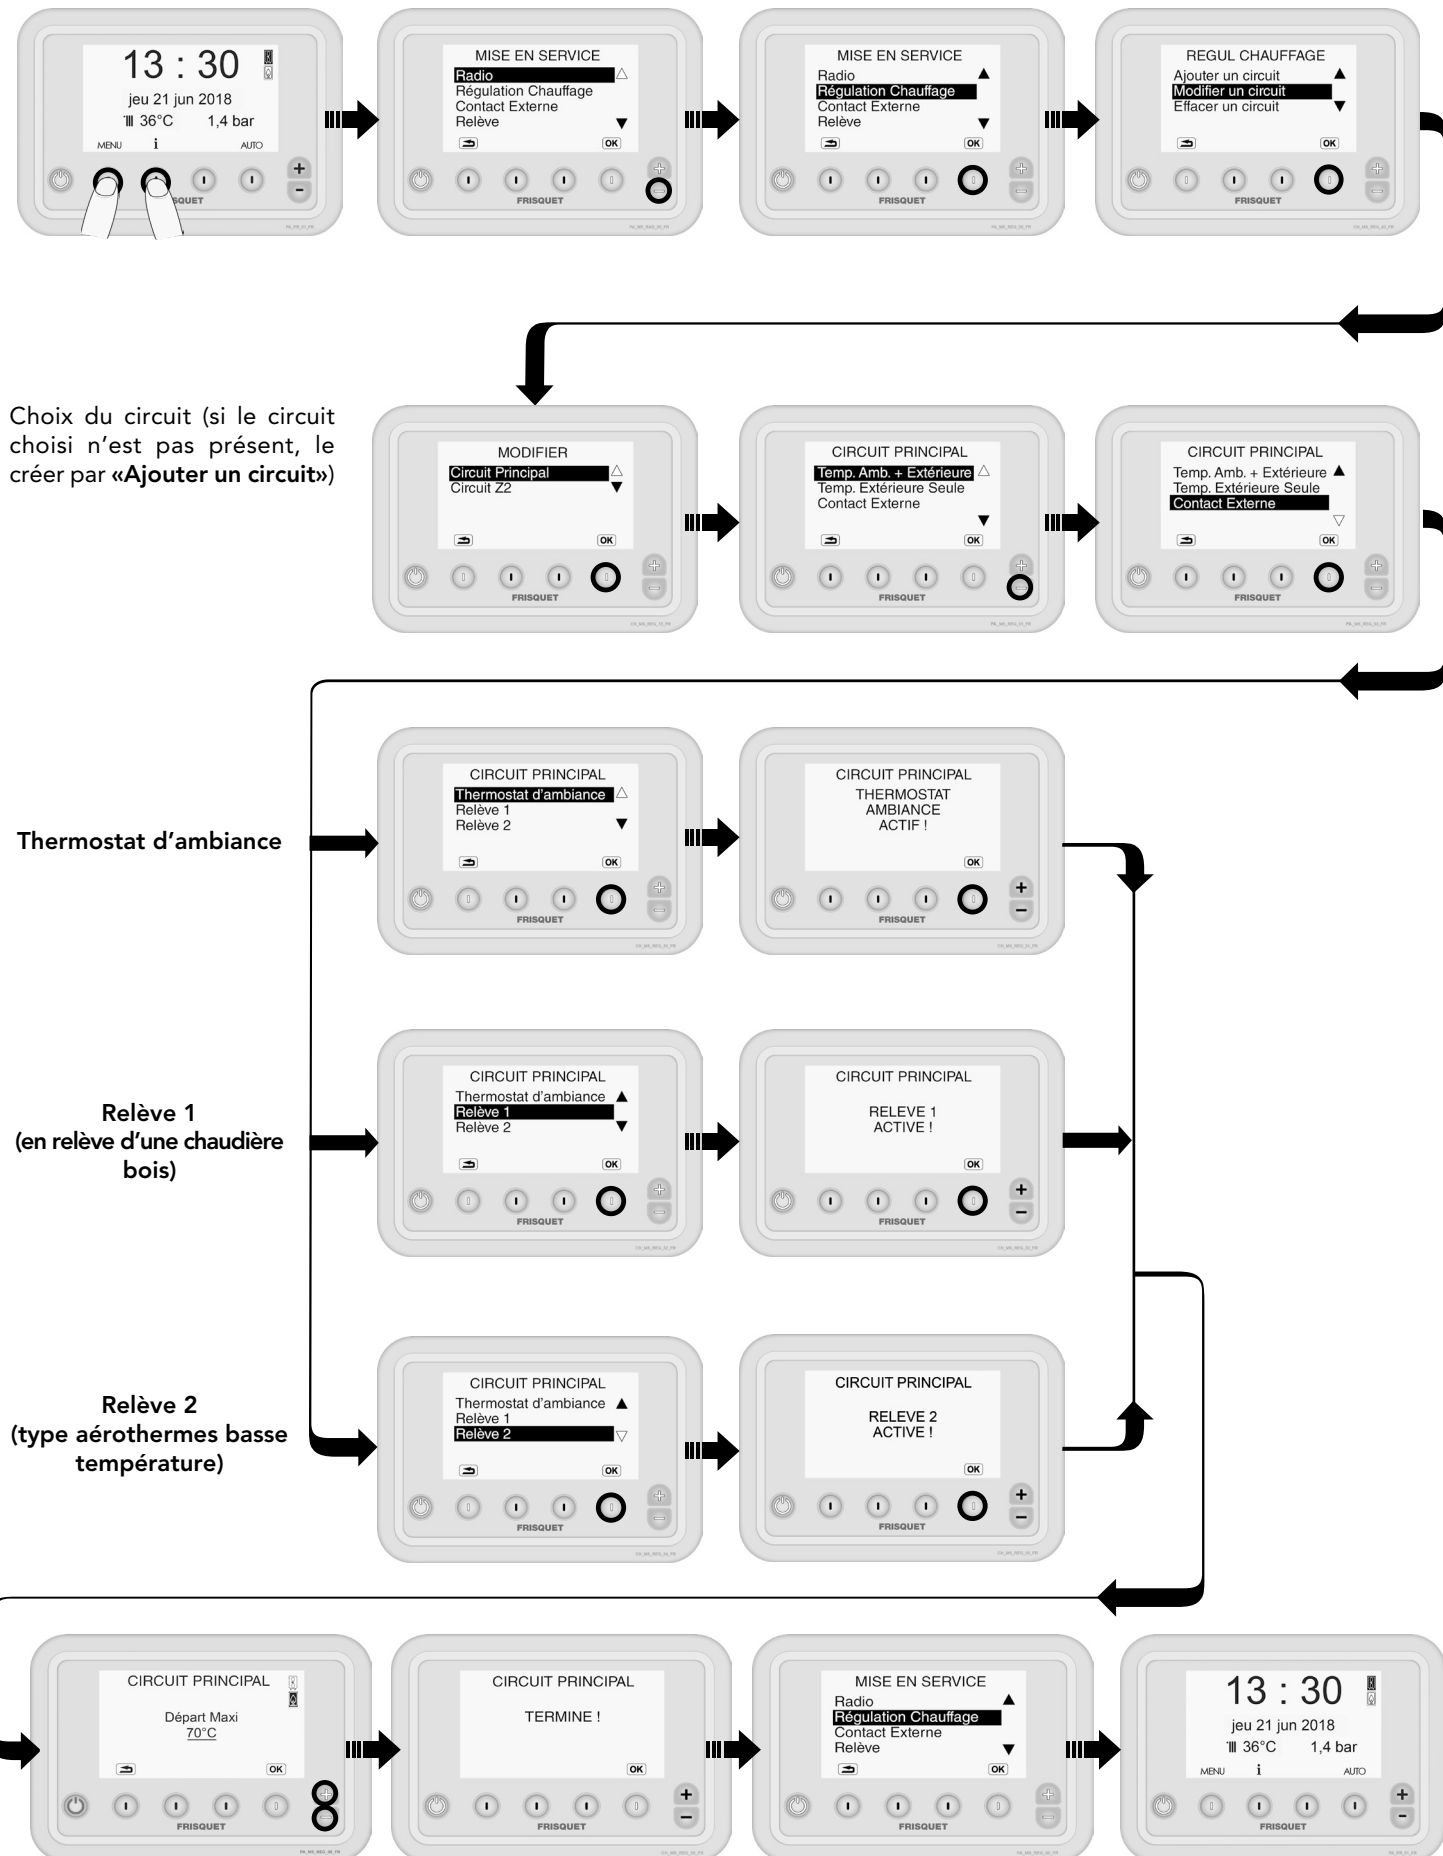 13 : 30
jeu 21 jun 2018
36°C 1,4 bar
MENU i AUTO
SQUET
MISE EN SERVICE
Radio
Régulation Chauffage
Contact Externe
Relève
OK
FRISQUET
MISE EN SERVICE
Radio
Régulation Chauffage
Contact Externe
Relève
OK
FRISQUET
REGUL CHAUFFAGE
Ajouter un circuit
Modifier un circuit
Effacer un circuit
OK
FRISQUET
Choix du circuit (si le circuit
choisi n'est pas présent, le
créer par «Ajouter un circuit»)
MODIFIER
Circuit Principal
Circuit Z2
OK
FRISQUET
CIRCUIT PRINCIPAL
Temp. Amb. + Extérieure
Temp. Extérieure Seule
Contact Externe
OK
FRISQUET
CIRCUIT PRINCIPAL
Temp. Amb. + Extérieure
Temp. Extérieure Seule
Contact Externe
OK
FRISQUET
Thermostat d'ambiance
CIRCUIT PRINCIPAL
Thermostat d'ambiance
Relève 1
Relève 2
OK
FRISQUET
CIRCUIT PRINCIPAL
THERMOSTAT
AMBIANCE
ACTIF !
OK
FRISQUET
Relève 1
(en relève d'une chaudière
bois)
CIRCUIT PRINCIPAL
Thermostat d'ambiance
Relève 1
Relève 2
OK
FRISQUET
CIRCUIT PRINCIPAL
RELEVE 1
ACTIVE !
OK
FRISQUET
Relève 2
(type aérothermes basse
température)
CIRCUIT PRINCIPAL
Thermostat d'ambiance
Relève 1
Relève 2
OK
FRISQUET
CIRCUIT PRINCIPAL
RELEVE 2
ACTIVE !
OK
FRISQUET
CIRCUIT PRINCIPAL
Départ Maxi
70°C
OK
FRISQUET
CIRCUIT PRINCIPAL
TERMINE !
OK
FRISQUET
MISE EN SERVICE
Radio
Régulation Chauffage
Contact Externe
Relève
OK
FRISQUET
13 : 30
jeu 21 jun 2018
36°C 1,4 bar
MENU i AUTO
FRISQUET